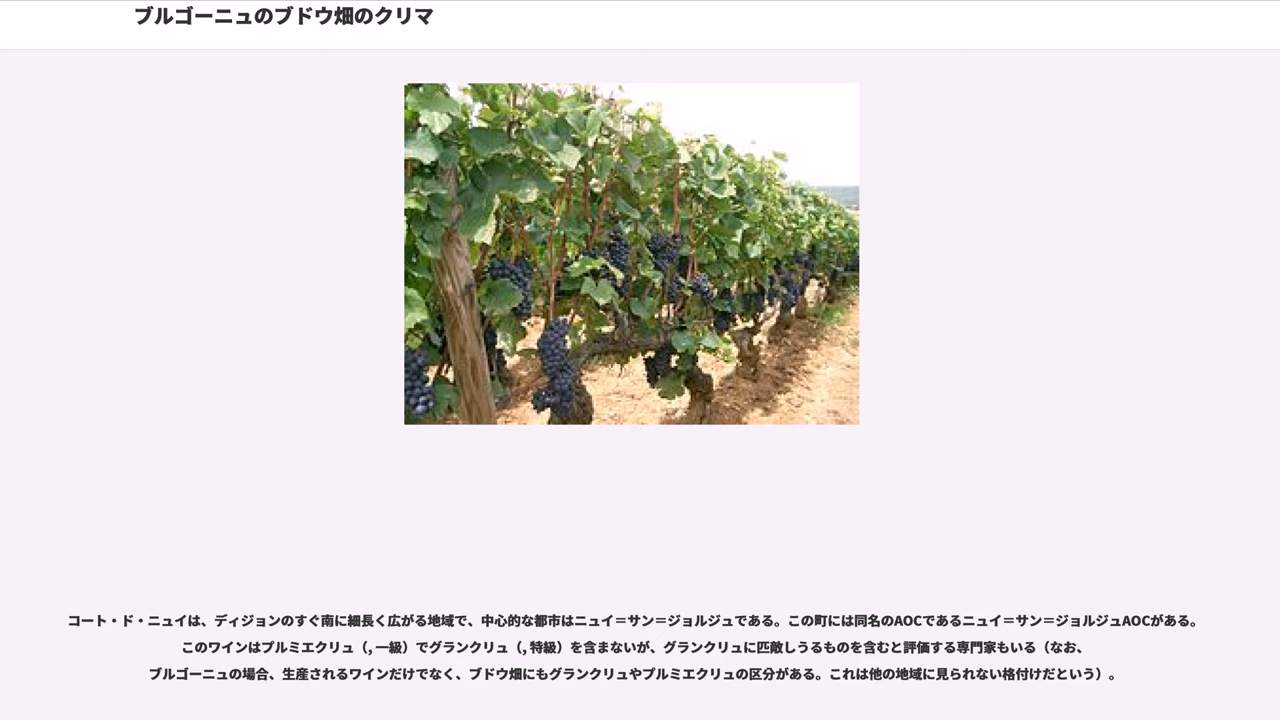 ブルゴーニュのブドウ畑のクリマ
コート・ド・ニュイは、ディジョンのすぐ南に細長く広がる地域で、中心的な都市はニュイ＝サン＝ジョルジュである。この町には同名のAOCであるニュイ＝サン＝ジョルジュAOCがある。
このワインはプルミエクリュ（, 一級）でグランクリュ（, 特級）を含まないが、グランクリュに匹敵しうるものを含むと評価する専門家もいる（なお、
ブルゴーニュの場合、生産されるワインだけでなく、ブドウ畑にもグランクリュやプルミエクリュの区分がある。これは他の地域に見られない格付けだという）。